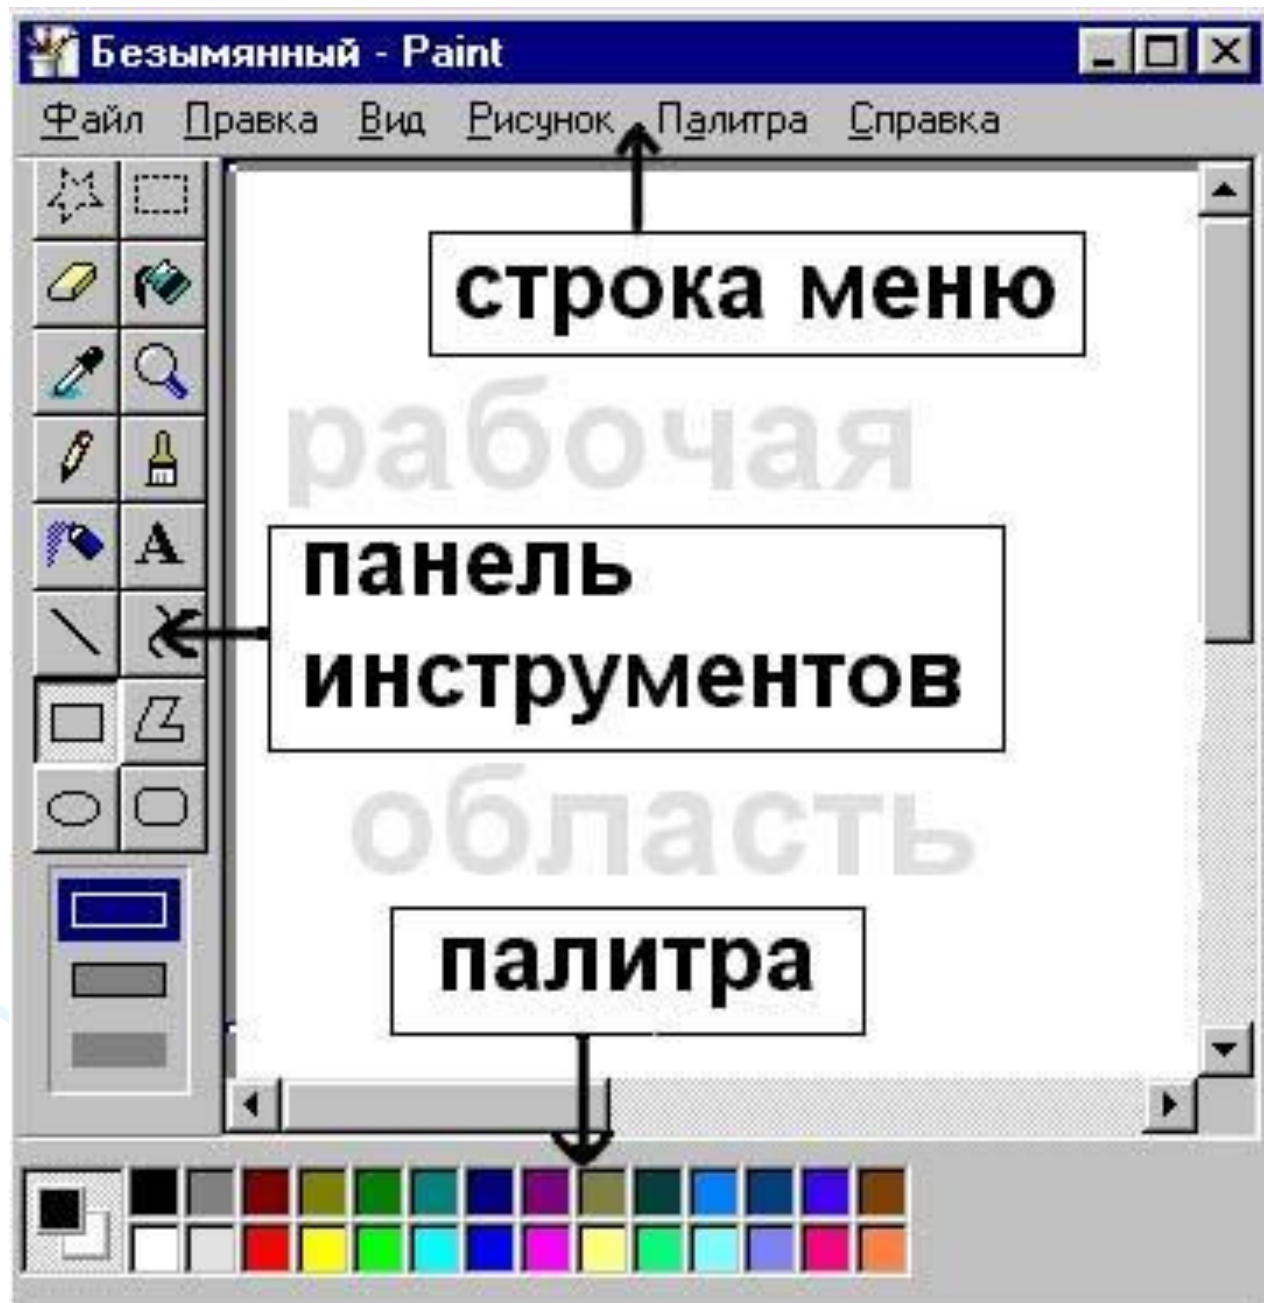 Безымянный - Paint
Файл Правка Вид Рисунок Палитра Справка
строка меню
рабочая
A
панель
инструментов
область
палитра